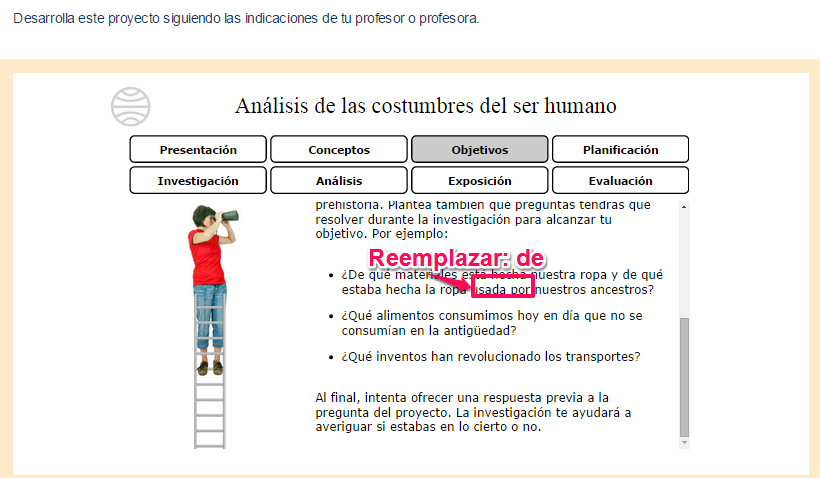 Desarrolla este proyecto siguiendo las indicaciones de tu profesor o profesora.
Análisis de las costumbres del ser humano
Presentación Conceptos Objetivos Planificación
Investigación Análisis Exposición Evaluación
prehistoria. Plantea también qué preguntas tendrás que
resolver durante la investigación para alcanzar tu
objetivo. Por ejemplo:
Reemplazar: de
• ¿De qué materiales está hecha nuestra ropa y de qué
estaba hecha la ropa usada por nuestros ancestros?
• ¿Qué alimentos consumimos hoy en día que no se
consumían en la antigüedad?
• ¿Qué inventos han revolucionado los transportes?
Al final, intenta ofrecer una respuesta previa a la
pregunta del proyecto. La investigación te ayudará a
averiguar si estabas en lo cierto o no.